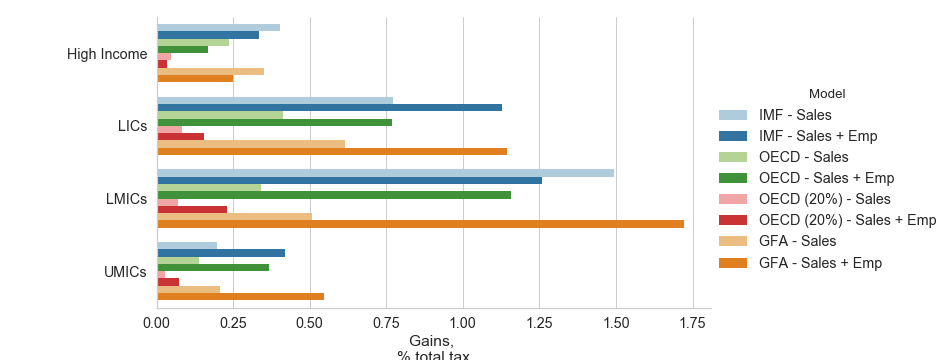 High Income
LICs
LMICs
UMICs
0.00 0.25 0.50 0.75 1.00 1.25 1.50 1.75
Gains,
% total tax
Model
IMF - Sales
IMF - Sales + Emp
OECD - Sales
OECD - Sales + Emp
OECD (20%) - Sales
OECD (20%) - Sales + Emp
GFA - Sales
GFA - Sales + Emp